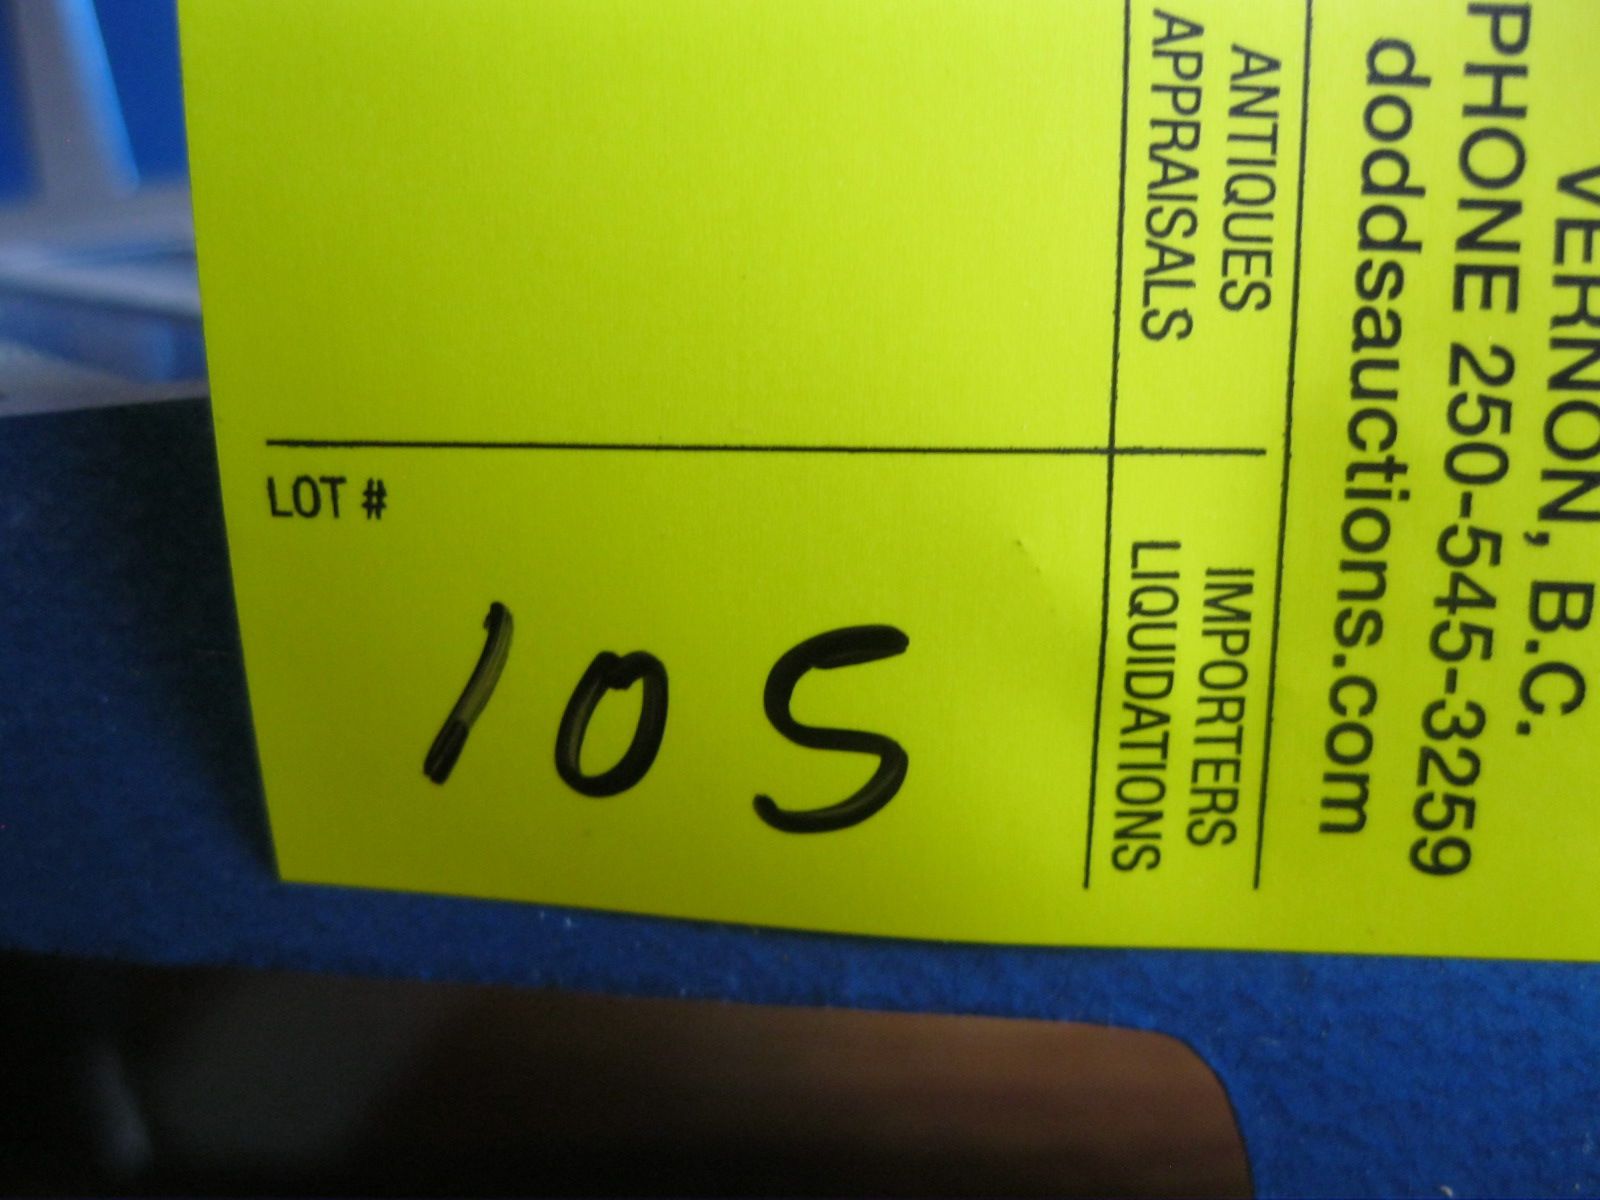 VERNON, B.C.
PHONE 250-545-3259
doddsauctions.com
ANTIQUES
APPRAISALS
IMPORTERS
LIQUIDATIONS
LOT #
105